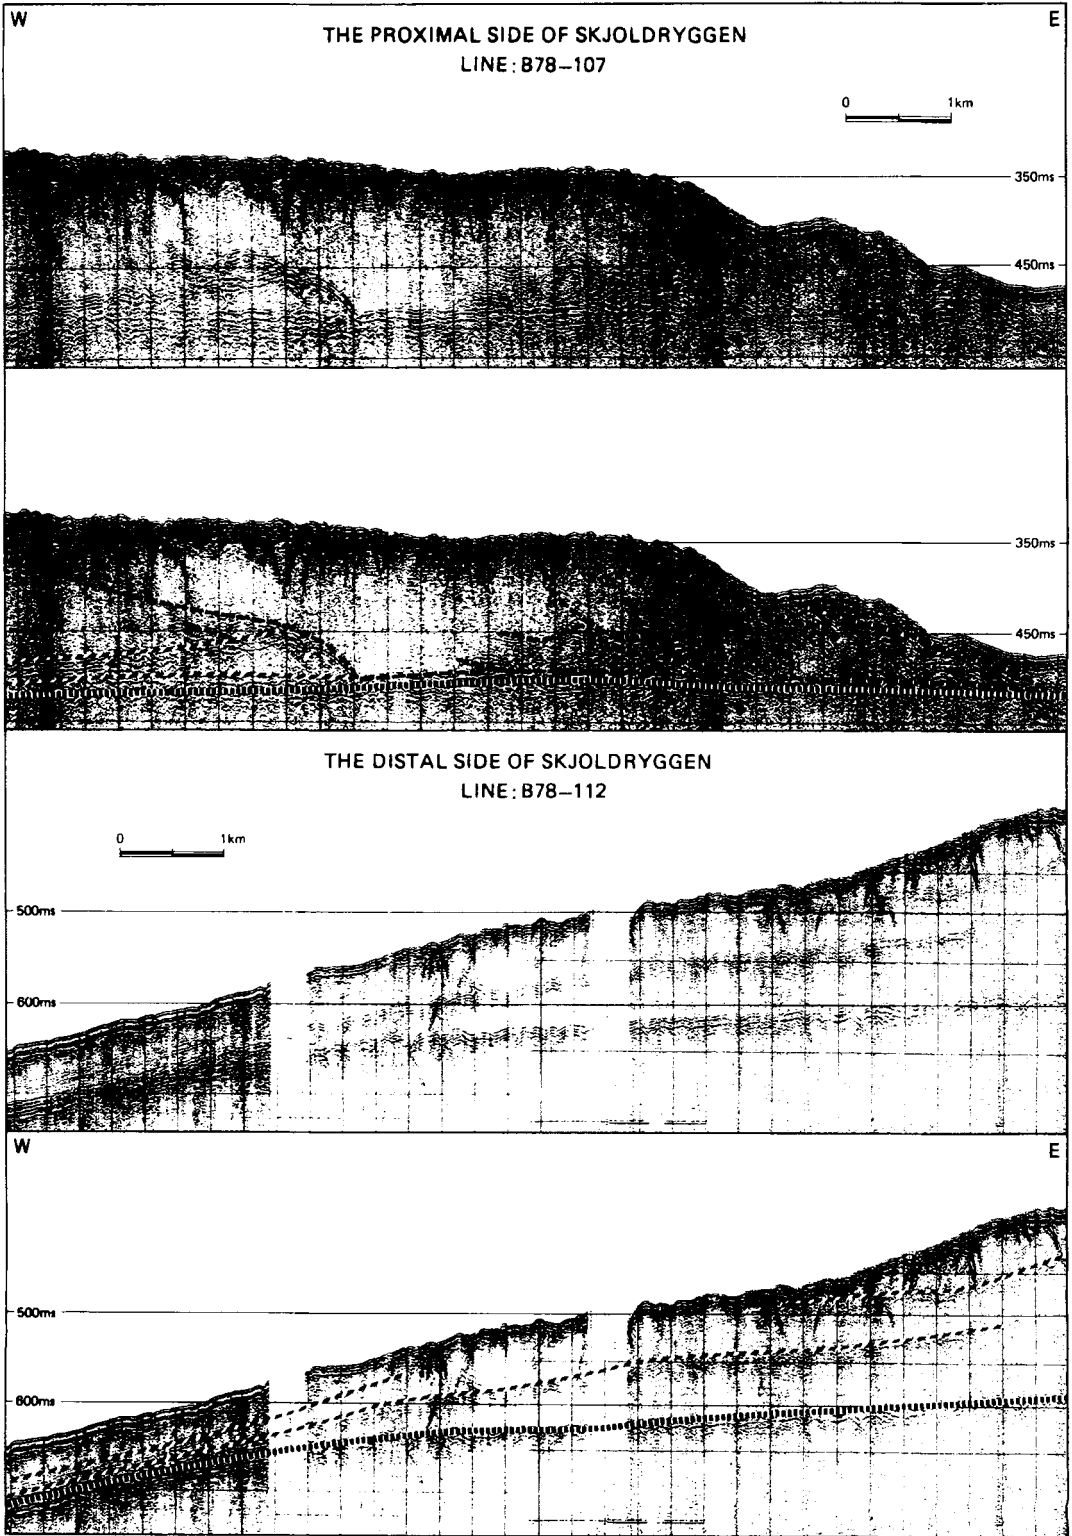 W E
THE PROXIMAL SIDE OF SKJOLDRYGGEN
LINE: B78–107
0 1km
350ms
450ms
350ms
450ms
THE DISTAL SIDE OF SKJOLDRYGGEN
LINE: B78–112
0 1km
500ms
600ms
W E
500ms
600ms